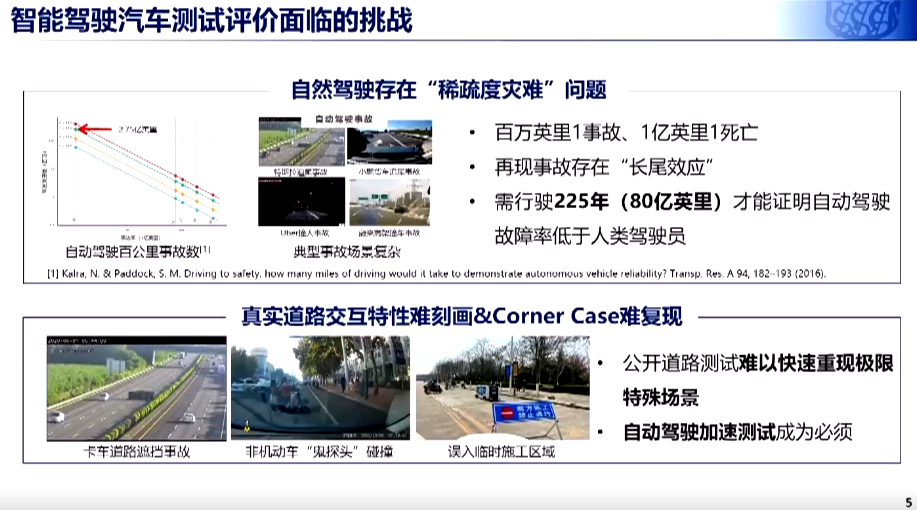 智能驾驶汽车测试评价面临的挑战
自然驾驶存在“稀疏度灾难”问题
自动驾驶事故
特斯拉追尾事故
小鹏汽车追尾事故
Uber撞人事故
蔚来高架撞车事故
自动驾驶百公里事故数[1]
典型事故场景复杂
• 百万英里1事故、1亿英里1死亡
• 再现事故存在“长尾效应”
• 需行驶225年（80亿英里）才能证明自动驾驶
故障率低于人类驾驶员
[1] Kalra, N. & Paddock, S. M. Driving to safety, how many miles of driving would it take to demonstrate autonomous vehicle reliability? Transp. Res. A 94, 182–193 (2016).
真实道路交互特性难刻画&Corner Case难复现
卡车道路遮挡事故
非机动车“鬼探头”碰撞
前方施工
禁止通行
误入临时施工区域
• 公开道路测试难以快速重现极限
特殊场景
• 自动驾驶加速测试成为必须
5